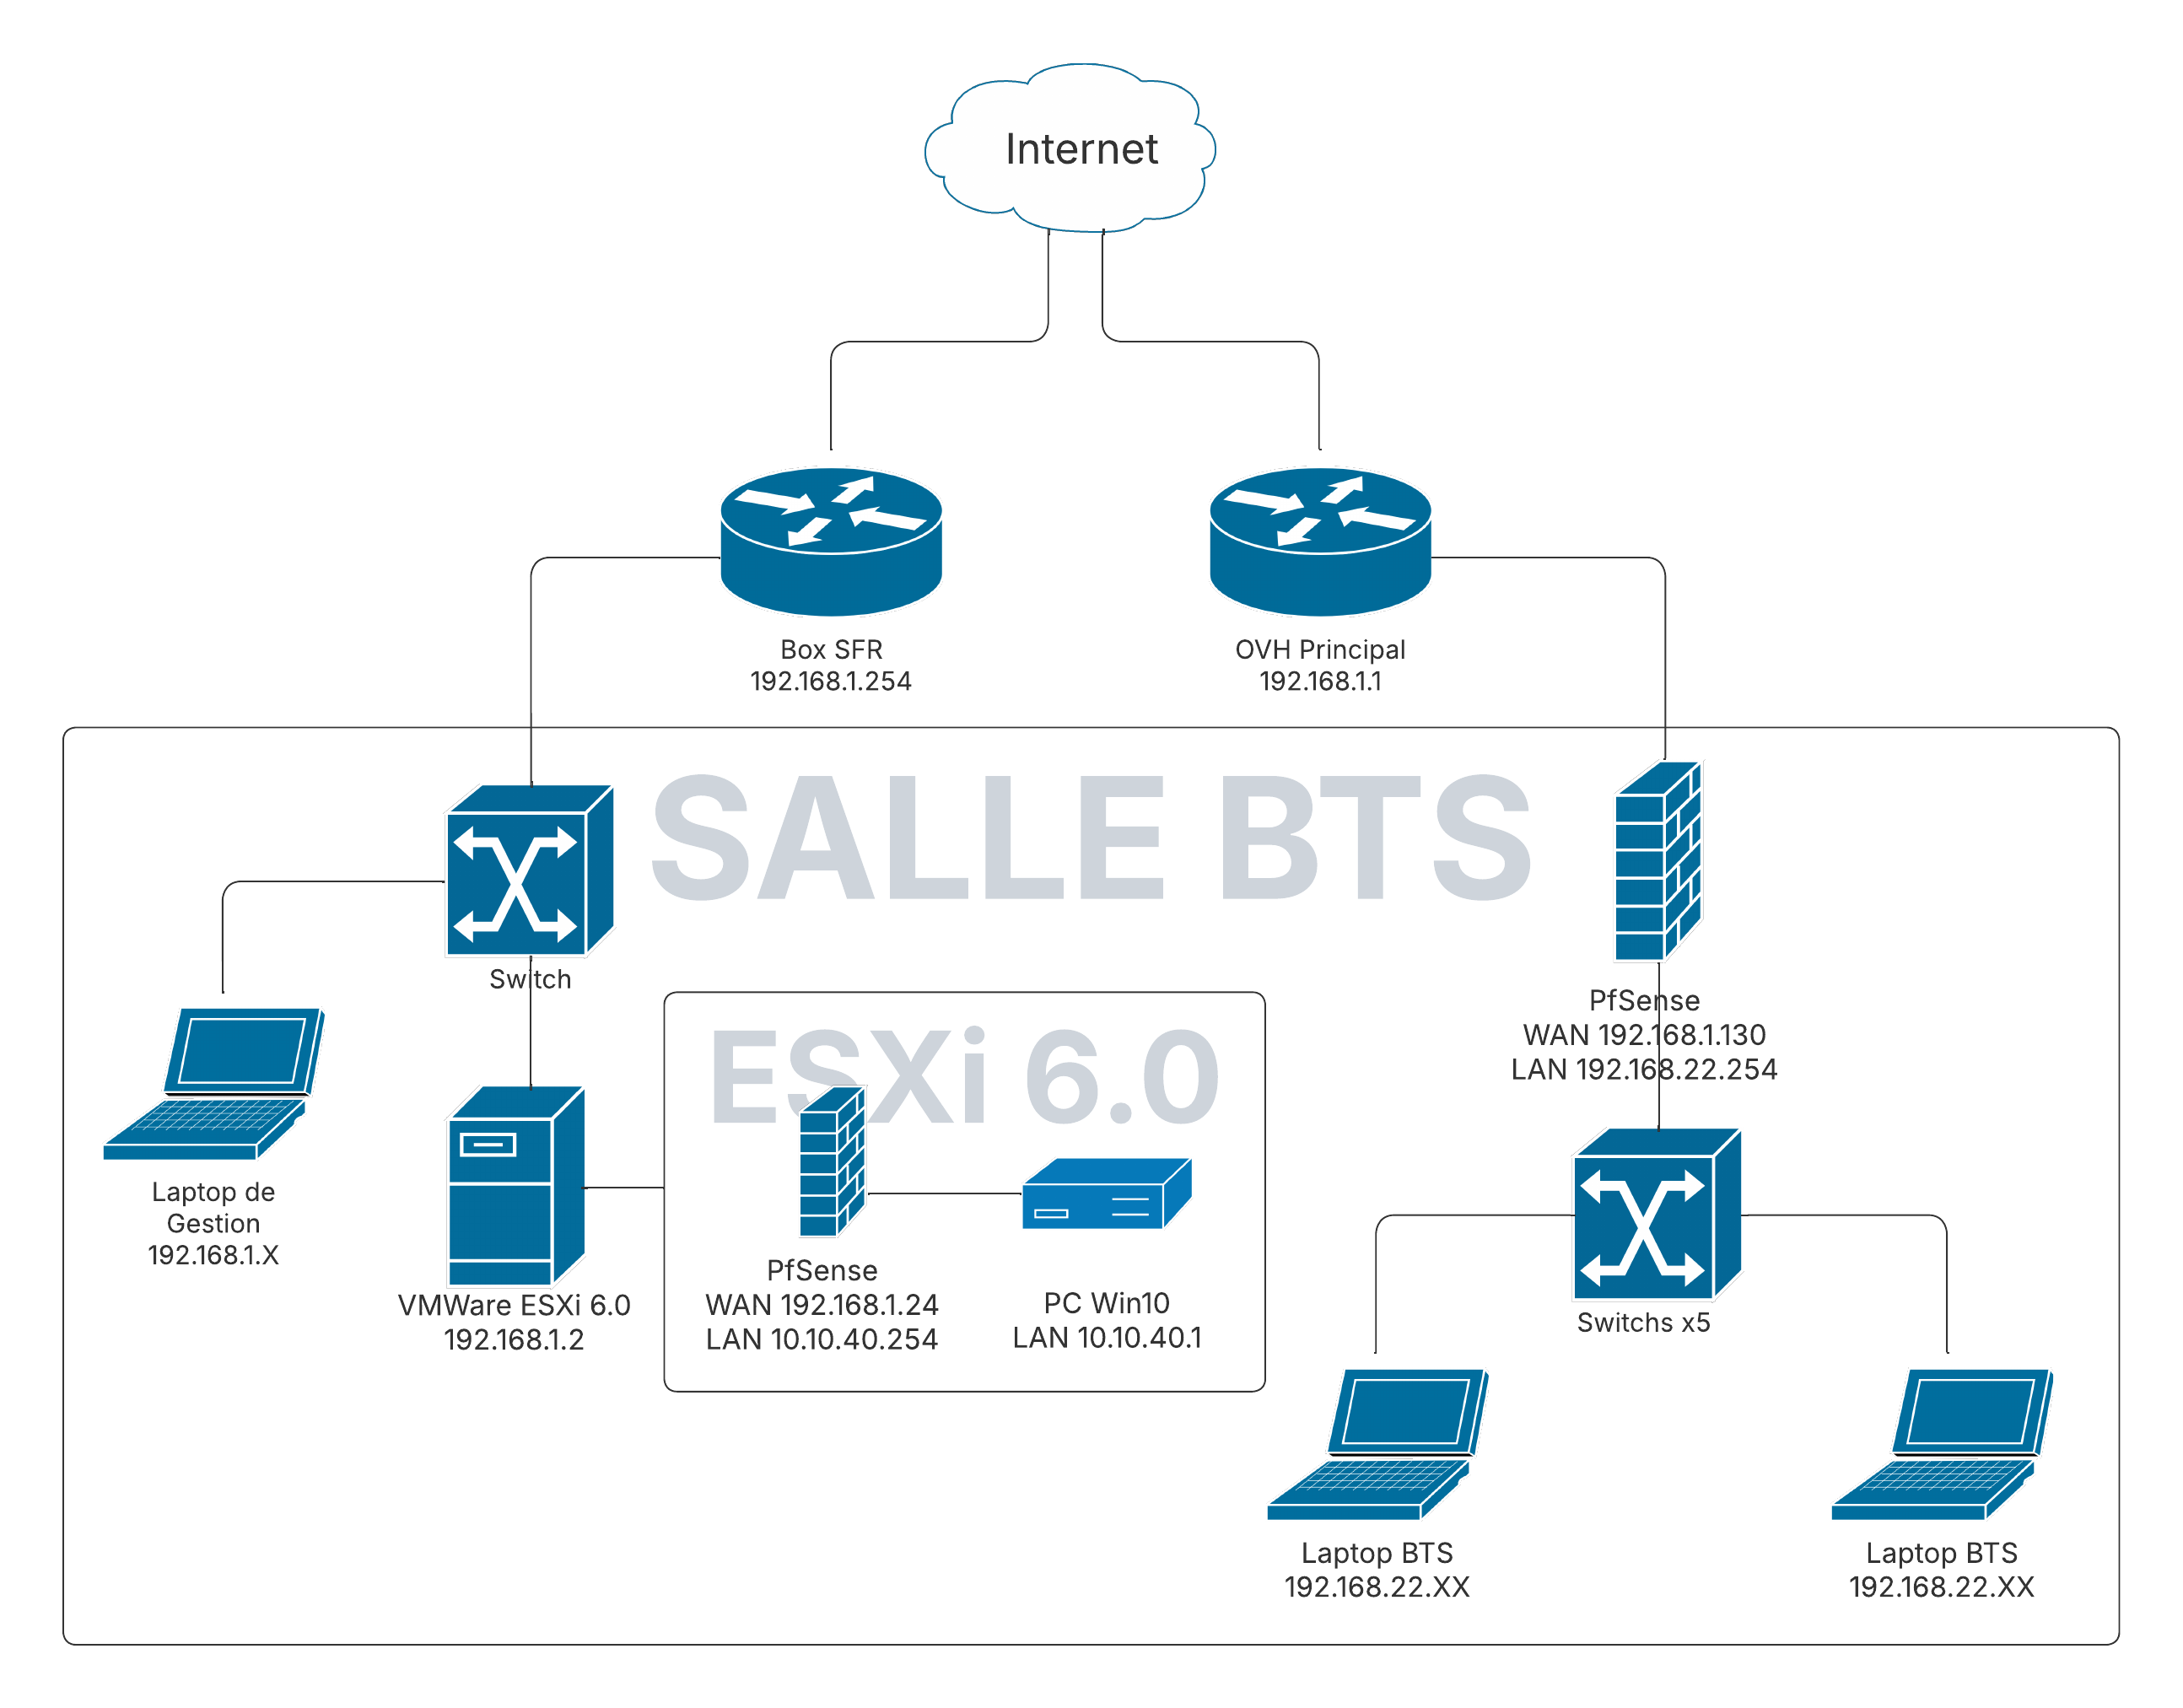 Internet
Box SFR
192.168.1.254
OVH Principal
192.168.1.1
SALLE BTS
Switch
Laptop de
Gestion
192.168.1.X
VMWare ESXi 6.0
192.168.1.2
ESXi 6.0
PfSense
WAN 192.168.1.24
LAN 10.10.40.254
PC Win10
LAN 10.10.40.1
PfSense
WAN 192.168.1.130
LAN 192.168.22.254
Switchs x5
Laptop BTS
192.168.22.XX
Laptop BTS
192.168.22.XX